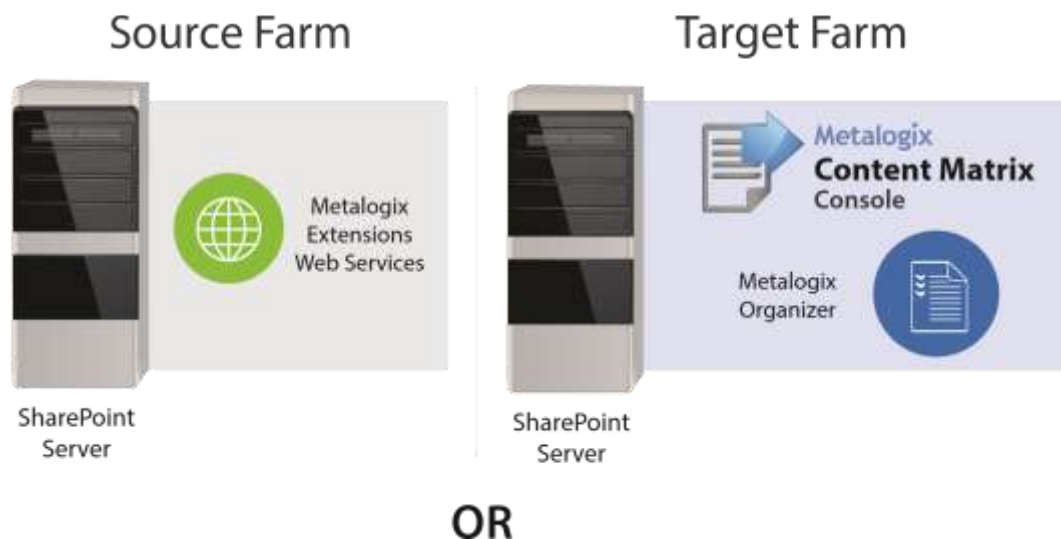 Source Farm
Target Farm
Metalogix
Extensions
Web Services
SharePoint
Server
Metalogix
Content Matrix
Console
Metalogix
Organizer
SharePoint
Server
OR